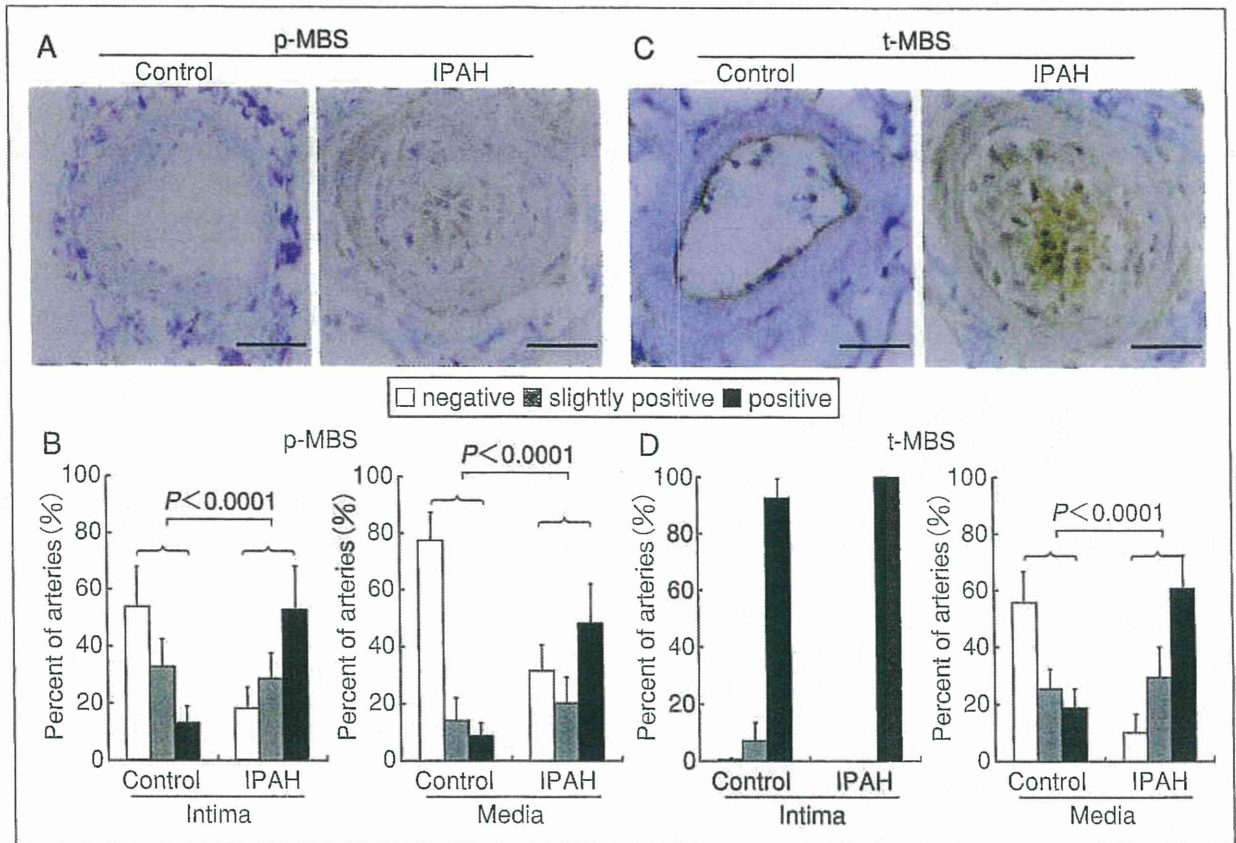 A p-MBS
Control IPAH
C t-MBS
Control IPAH
negative slightly positive positive
B p-MBS
Percent of arteries (%)
100
80
60
40
20
0
P<0.0001
Control IPAH
Intima
Percent of arteries (%)
100
80
60
40
20
0
P<0.0001
Control IPAH
Media
D t-MBS
Percent of arteries (%)
100
80
60
40
20
0
Control IPAH
Intima
Percent of arteries (%)
100
80
60
40
20
0
P<0.0001
Control IPAH
Media